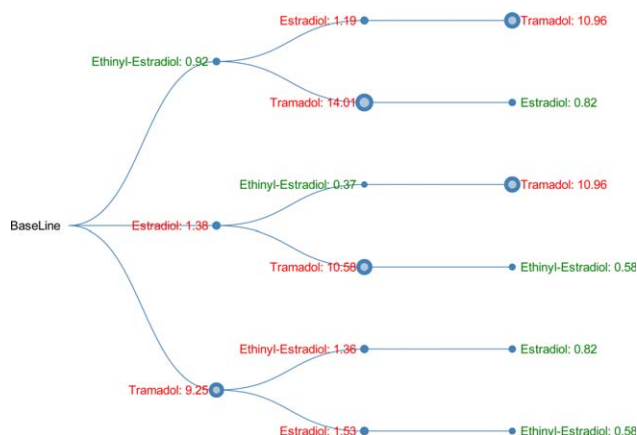 Estradiol: 1.19
Tramadol: 10.96
Ethinyl-Estradiol: 0.92
Tramadol: 14.01
Estradiol: 0.82
Ethinyl-Estradiol: 0.37
Tramadol: 10.96
BaseLine
Estradiol: 1.38
Tramadol: 10.58
Ethinyl-Estradiol: 0.58
Ethinyl-Estradiol: 1.36
Estradiol: 0.82
Tramadol: 9.25
Estradiol: 1.53
Ethinyl-Estradiol: 0.58